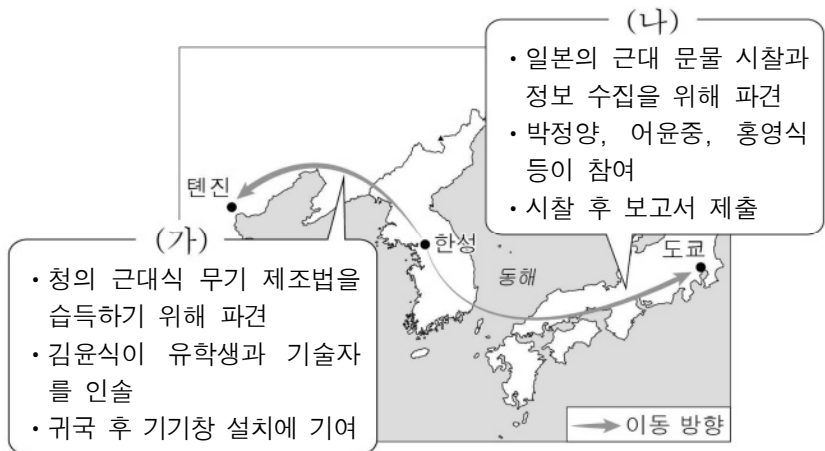 (나)
• 일본의 근대 문물 시찰과
정보 수집을 위해 파견
• 박정양, 어윤중, 홍영식
등이 참여
• 시찰 후 보고서 제출
톈진
한성
동해
도쿄
(가)
• 청의 근대식 무기 제조법을
습득하기 위해 파견
• 김윤식이 유학생과 기술자
를 인솔
• 귀국 후 기기창 설치에 기여
이동 방향